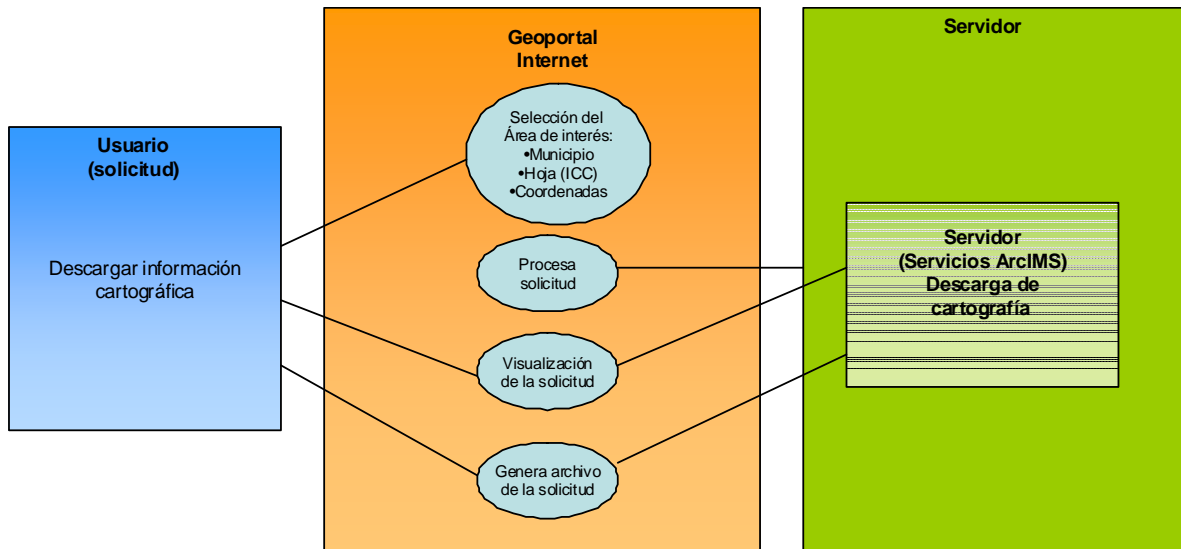 Usuario
(solicitud)
Descargar información
cartográfica
Geoportal
Internet
Selección del
Área de interés:
•Municipio
•Hoja (ICC)
•Coordenadas
Procesa
solicitud
Visualización
de la solicitud
Genera archivo
de la solicitud
Servidor
Servidor
(Servicios ArcIMS)
Descarga de
cartografía